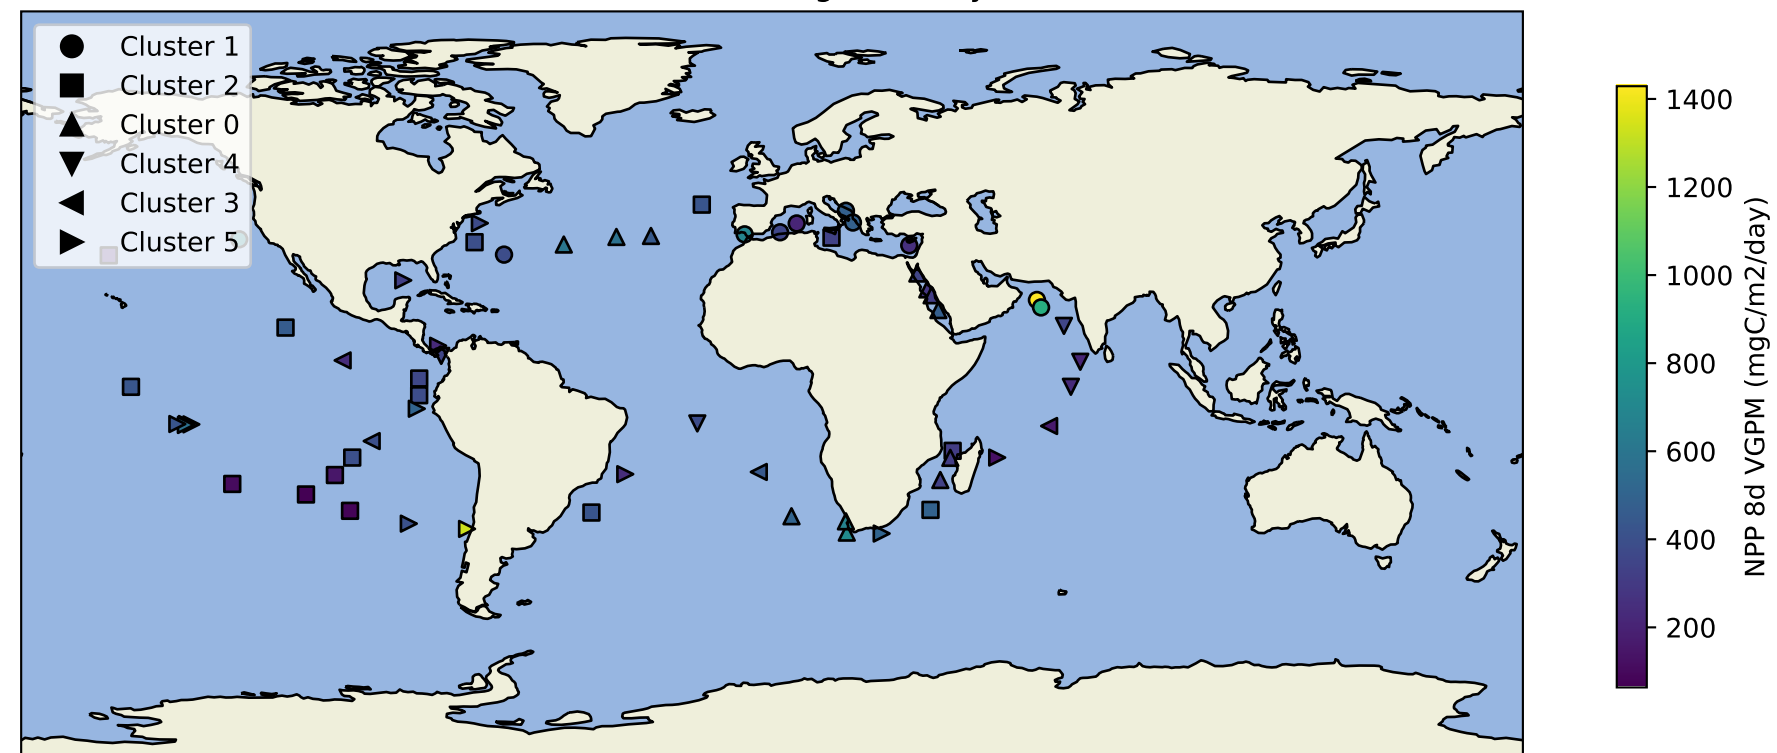 Cluster 1
Cluster 2
Cluster 0
Cluster 4
Cluster 3
Cluster 5
1400
1200
1000
800
600
400
200
NPP 8d VGPM (mgC/m2/day)